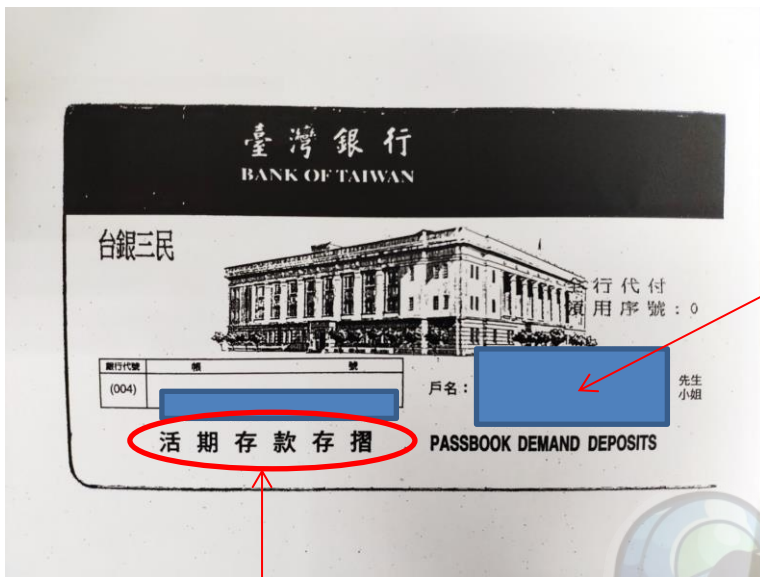 臺灣銀行
BANK OF TAIWAN
台銀三民
行代付
用序號:0
銀行代號 帳 號
(004)
戶名:
先生
小姐
活期存款存摺 PASSBOOK DEMAND DEPOSITS